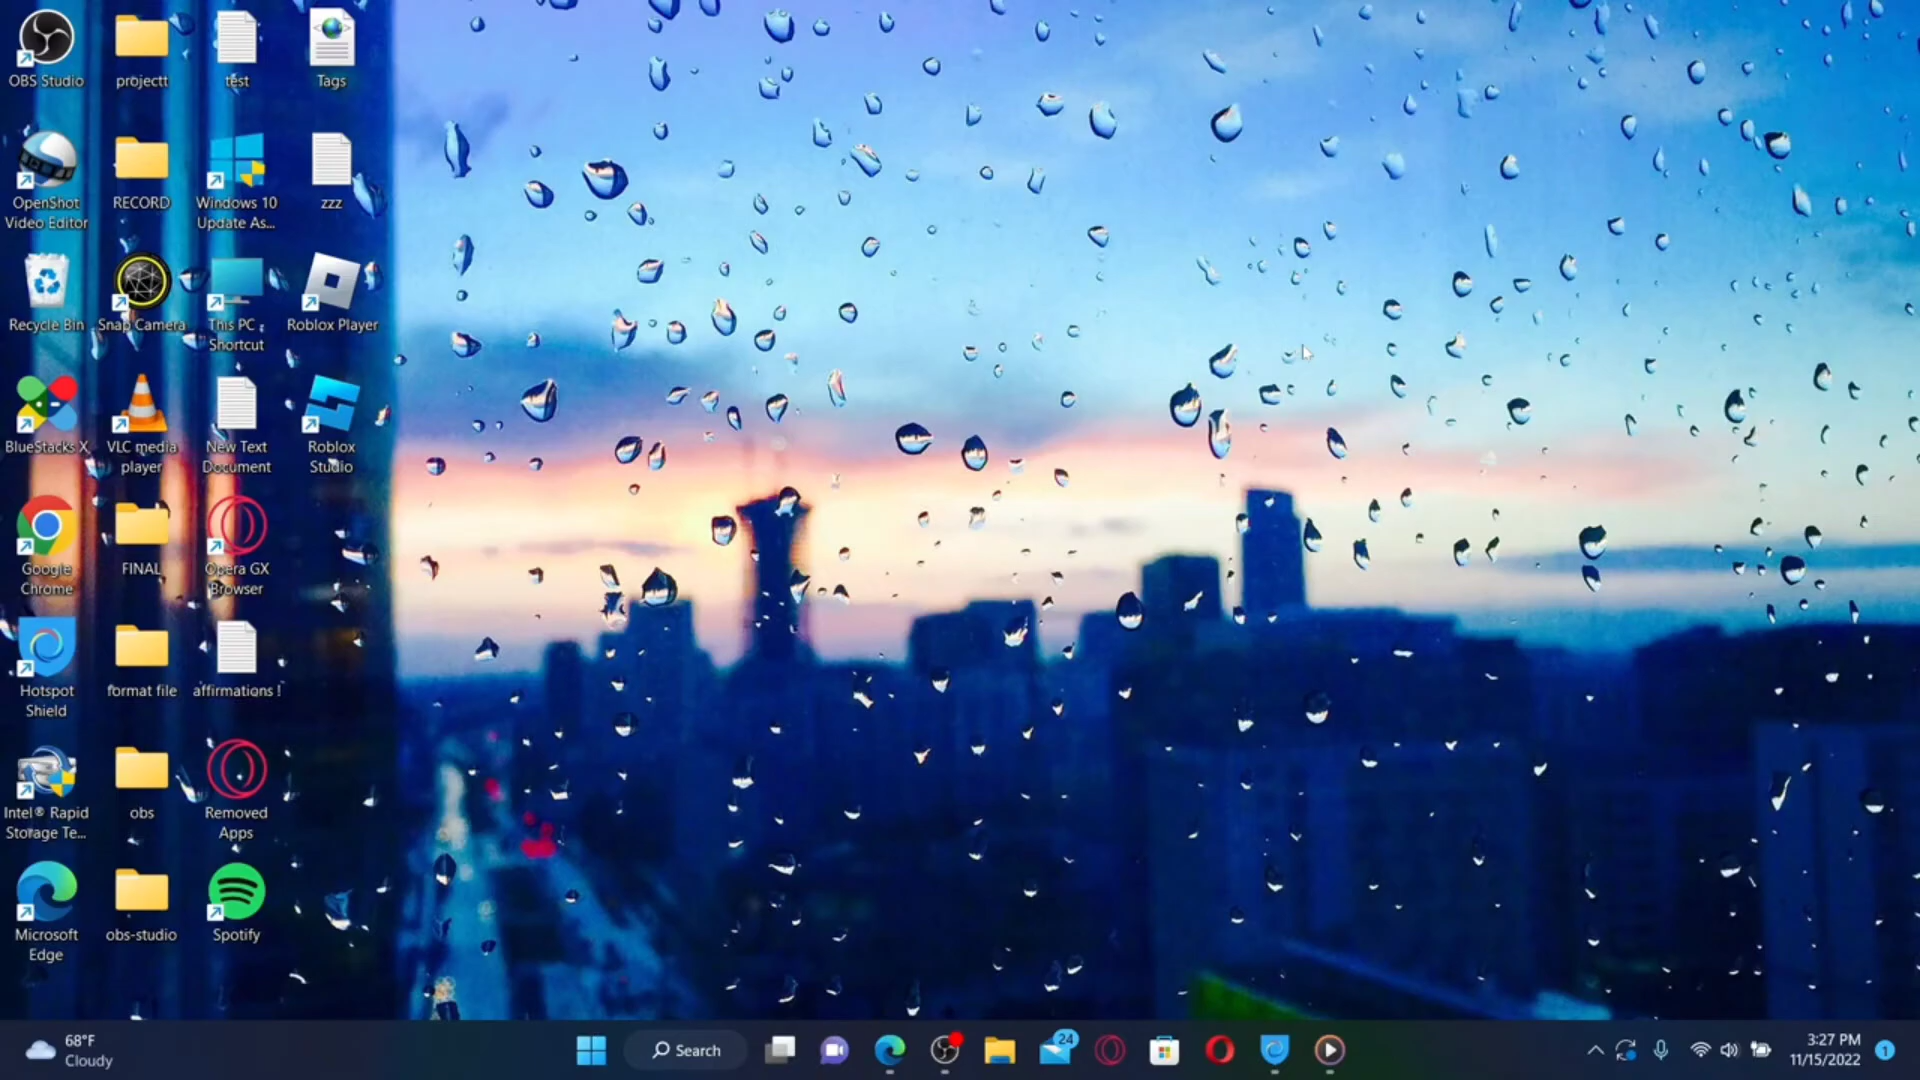 OBS Studio
projectt
test
Tags
OpenShot
Video Editor
RECORD
Windows 10
Update As...
zzz
Recycle Bin
Snap Camera
This PC -
Shortcut
Roblox Player
BlueStacks X
VLC media
player
New Text
Document
Roblox
Studio
Google
Chrome
FINAL
Opera GX
Browser
Hotspot
Shield
format file
affirmations !
Intel® Rapid
Storage Te...
obs
Removed
Apps
Microsoft
Edge
obs-studio
Spotify
68°F
Cloudy
Search
24
3:27 PM
11/15/2022
1